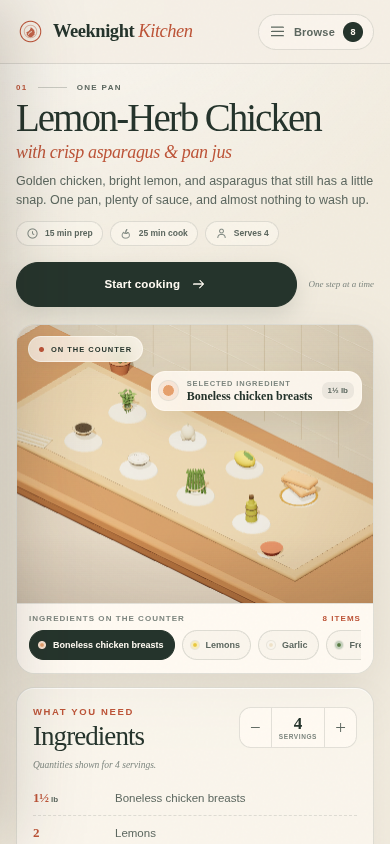 Weeknight Kitchen
Browse 8
01 ONE PAN
Lemon-Herb Chicken
with crisp asparagus & pan jus
Golden chicken, bright lemon, and asparagus that still has a little
snap. One pan, plenty of sauce, and almost nothing to wash up.
15 min prep
25 min cook
Serves 4
Start cooking →
One step at a time
ON THE COUNTER
SELECTED INGREDIENT
Boneless chicken breasts
1½ lb
INGREDIENTS ON THE COUNTER
8 ITEMS
Boneless chicken breasts
Lemons
Garlic
Fre
WHAT YOU NEED
Ingredients
− 4 +
SERVINGS
Quantities shown for 4 servings.
1½ lb Boneless chicken breasts
2 Lemons